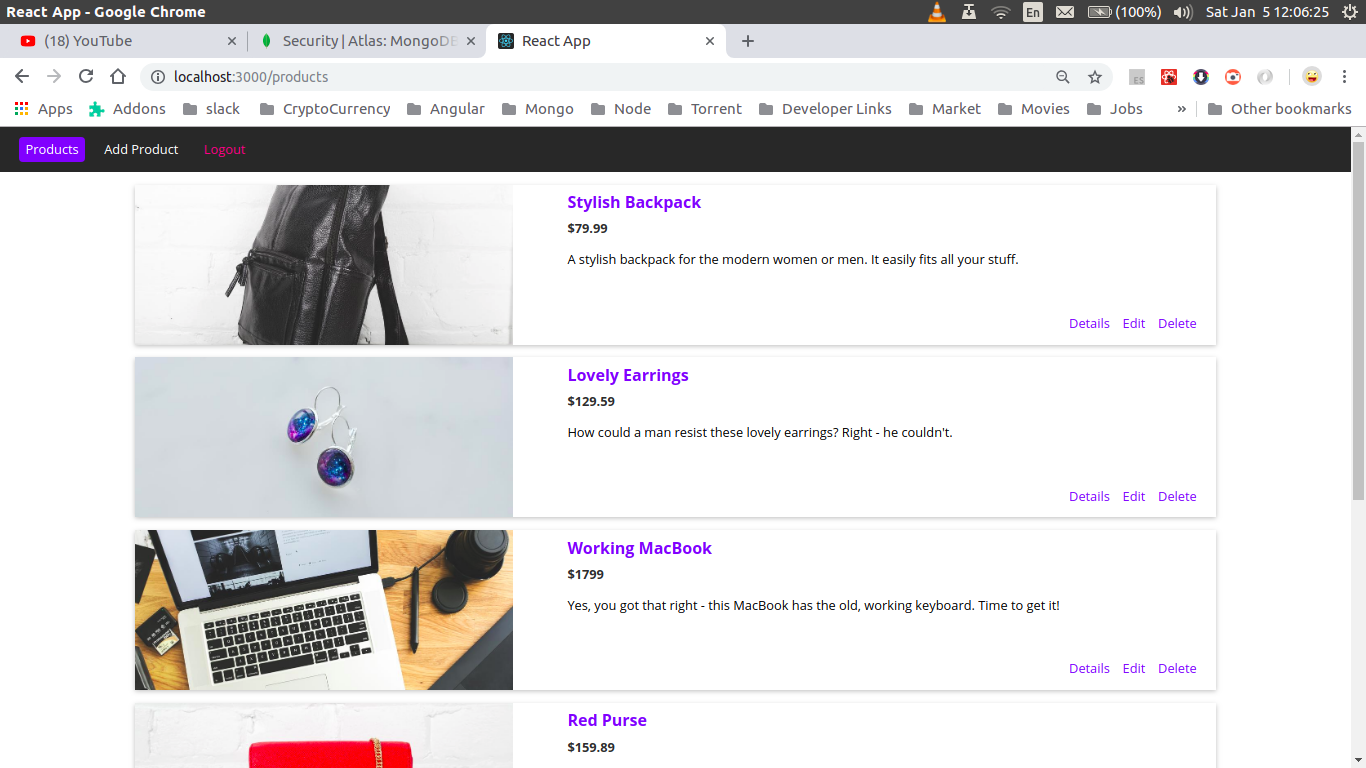 React App - Google Chrome
En (100%) Sat Jan 5 12:06:25
(18) YouTube Security | Atlas: MongoDB React App
localhost:3000/products
Apps Addons slack CryptoCurrency Angular Mongo Node Torrent Developer Links Market Movies Jobs » Other bookmarks
Products Add Product Logout
Stylish Backpack
$79.99
A stylish backpack for the modern women or men. It easily fits all your stuff.
Details Edit Delete
Lovely Earrings
$129.59
How could a man resist these lovely earrings? Right - he couldn't.
Details Edit Delete
Working MacBook
$1799
Yes, you got that right - this MacBook has the old, working keyboard. Time to get it!
Details Edit Delete
Red Purse
$159.89